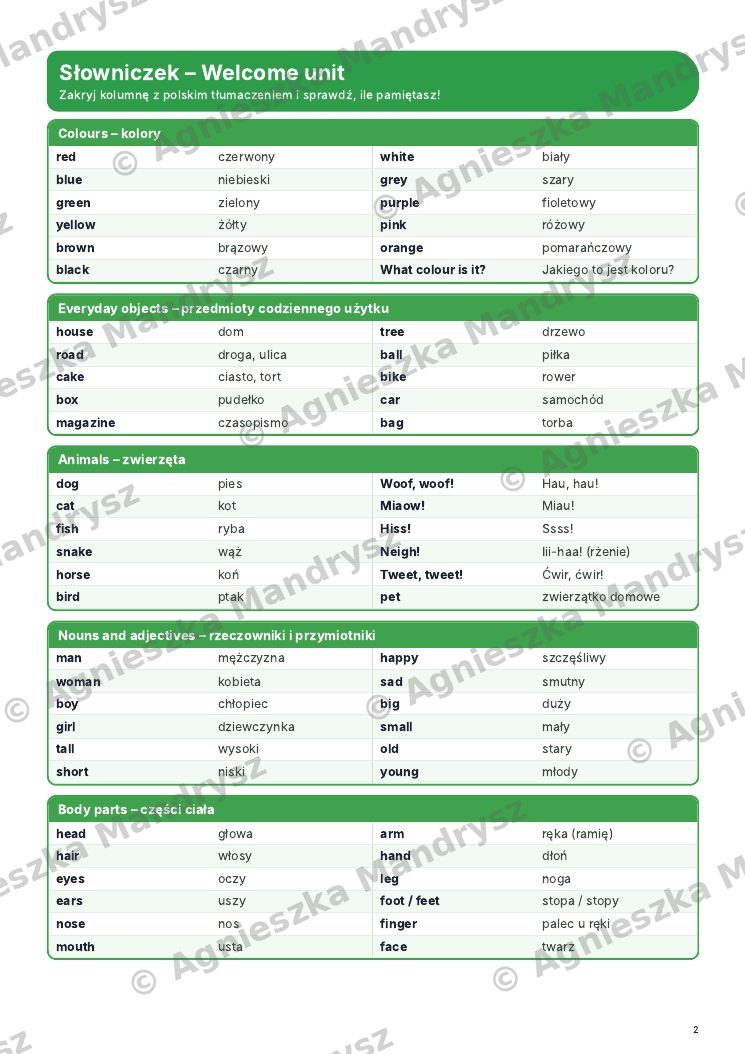 Słowniczek – Welcome unit
Zakryj kolumnę z polskim tłumaczeniem i sprawdź, ile pamiętasz!
Colours – kolory
red czerwony white biały
blue niebieski grey szary
green zielony purple fioletowy
yellow żółty pink różowy
brown brązowy orange pomarańczowy
black czarny What colour is it? Jakiego to jest koloru?
Everyday objects – przedmioty codziennego użytku
house dom tree drzewo
road droga, ulica ball piłka
cake ciasto, tort bike rower
box pudełko car samochód
magazine czasopismo bag torba
Animals – zwierzęta
dog pies Woof, woof! Hau, hau!
cat kot Miaow! Miau!
fish ryba Hiss! Ssss!
snake wąż Neigh! Iii-haa! (rżenie)
horse koń Tweet, tweet! Ćwir, ćwir!
bird ptak pet zwierzątko domowe
Nouns and adjectives – rzeczowniki i przymiotniki
man mężczyzna happy szczęśliwy
woman kobieta sad smutny
boy chłopiec big duży
girl dziewczynka small mały
tall wysoki old stary
short niski young młody
Body parts – części ciała
head głowa arm ręka (ramię)
hair włosy hand dłoń
eyes oczy leg noga
ears uszy foot / feet stopa / stopy
nose nos finger palec u ręki
mouth usta face twarz
2
© Agnieszka Mandrysz